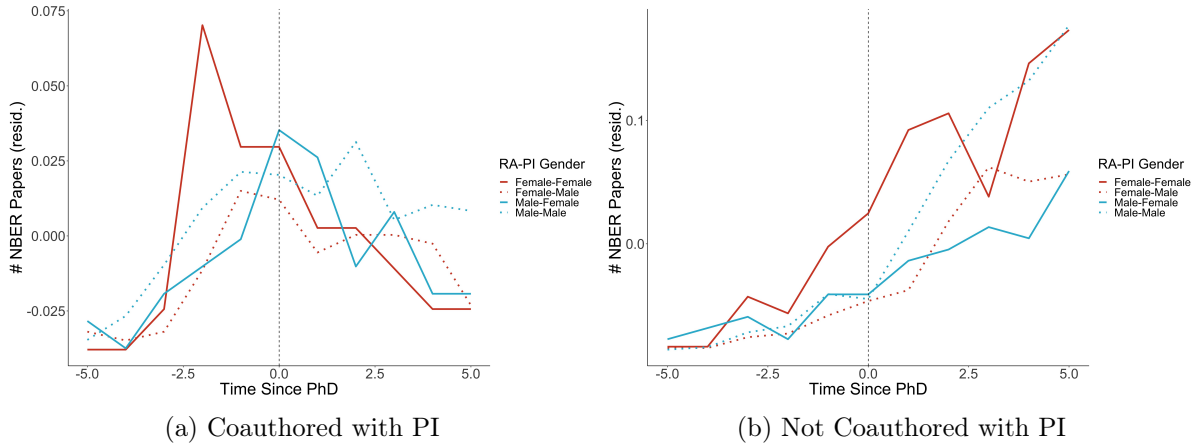 0.075
0.050
0.025
0.000
-0.025
# NBER Papers (resid.)
-5.0 -2.5 0.0 2.5 5.0
Time Since PhD
RA-PI Gender
Female-Female
Female-Male
Male-Female
Male-Male
(a) Coauthored with PI
0.1
0.0
# NBER Papers (resid.)
-5.0 -2.5 0.0 2.5 5.0
Time Since PhD
RA-PI Gender
Female-Female
Female-Male
Male-Female
Male-Male
(b) Not Coauthored with PI